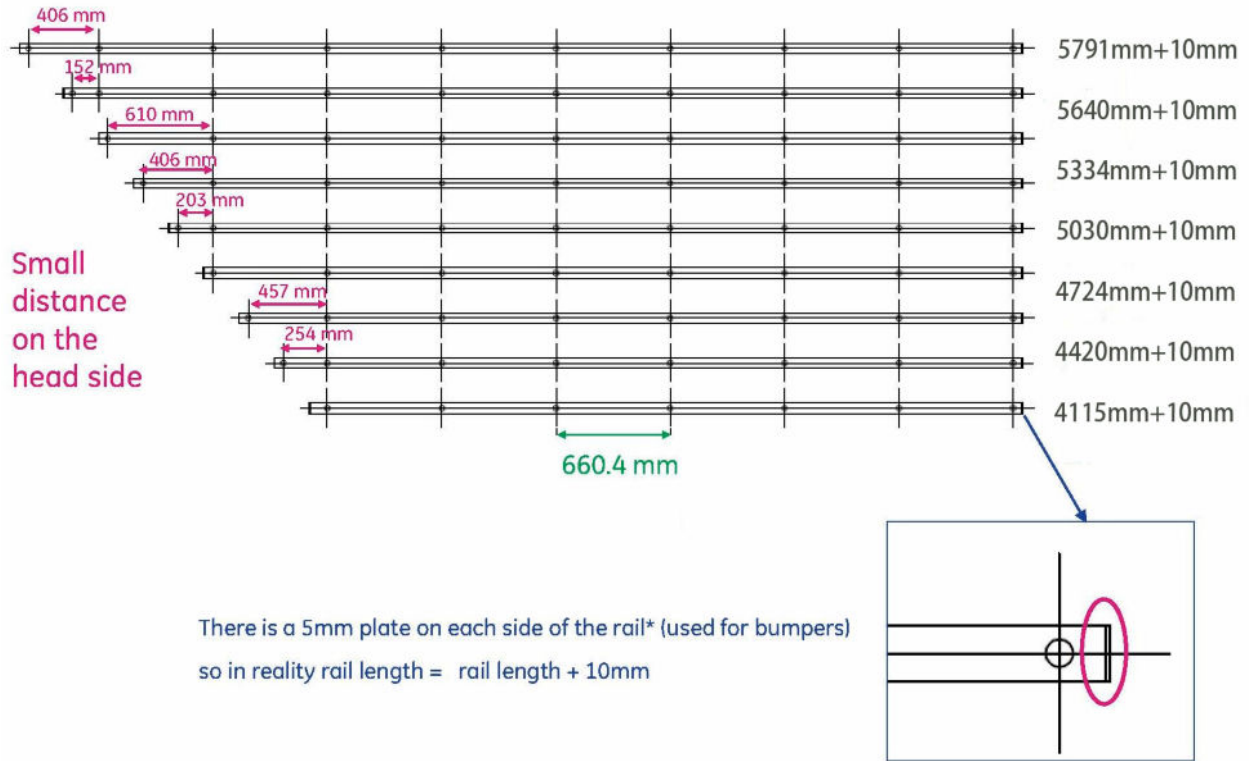 406 mm
5791mm+10mm
152 mm
5640mm+10mm
610 mm
406 mm
5334mm+10mm
203 mm
5030mm+10mm
Small
distance
on the
head side
4724mm+10mm
457 mm
254 mm
4420mm+10mm
4115mm+10mm
660.4 mm
There is a 5mm plate on each side of the rail* (used for bumpers)
so in reality rail length = rail length + 10mm